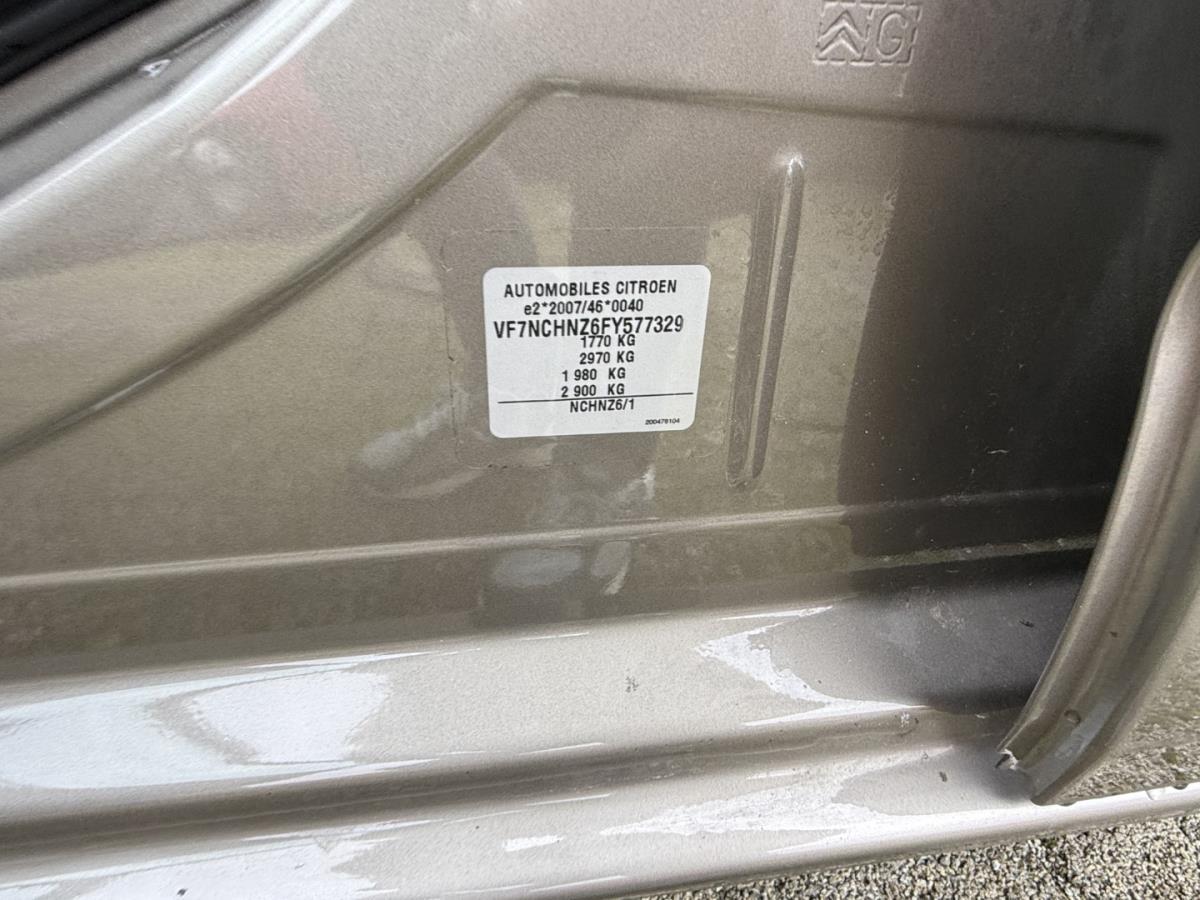 G
AUTOMOBILES CITROEN
e2*2007/46*0040
VF7NCHNZ6FY577329
1770 KG
2970 KG
1 980 KG
2 900 KG
NCHNZ6/1
200478104